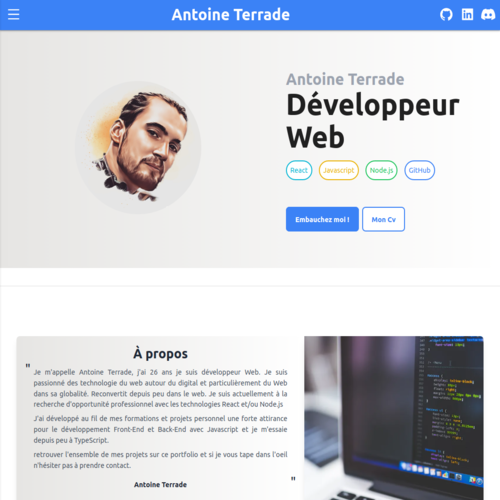 Antoine Terrade
Antoine Terrade
Développeur
Web
React
Javascript
Node.js
GitHub
Embauchez moi !
Mon Cv
À propos
"
Je m'appelle Antoine Terrade, j'ai 26 ans je suis développeur Web. Je suis
passionné des technologie du web autour du digital et particulièrement du Web
dans sa globalité. Reconvertit depuis peu dans le web. Je suis actuellement à la
recherche d'opportunité professionnel avec les technologies React et/ou Node.js
J'ai développé au fil de mes formations et projets personnel une forte attirance
pour le développement Front-End et Back-End avec Javascript et je m'essaie
depuis peu à TypeScript.
retrouver l'ensemble de mes projets sur ce portfolio et si je vous tape dans l'oeil
n'hésiter pas à prendre contact.
"
Antoine Terrade